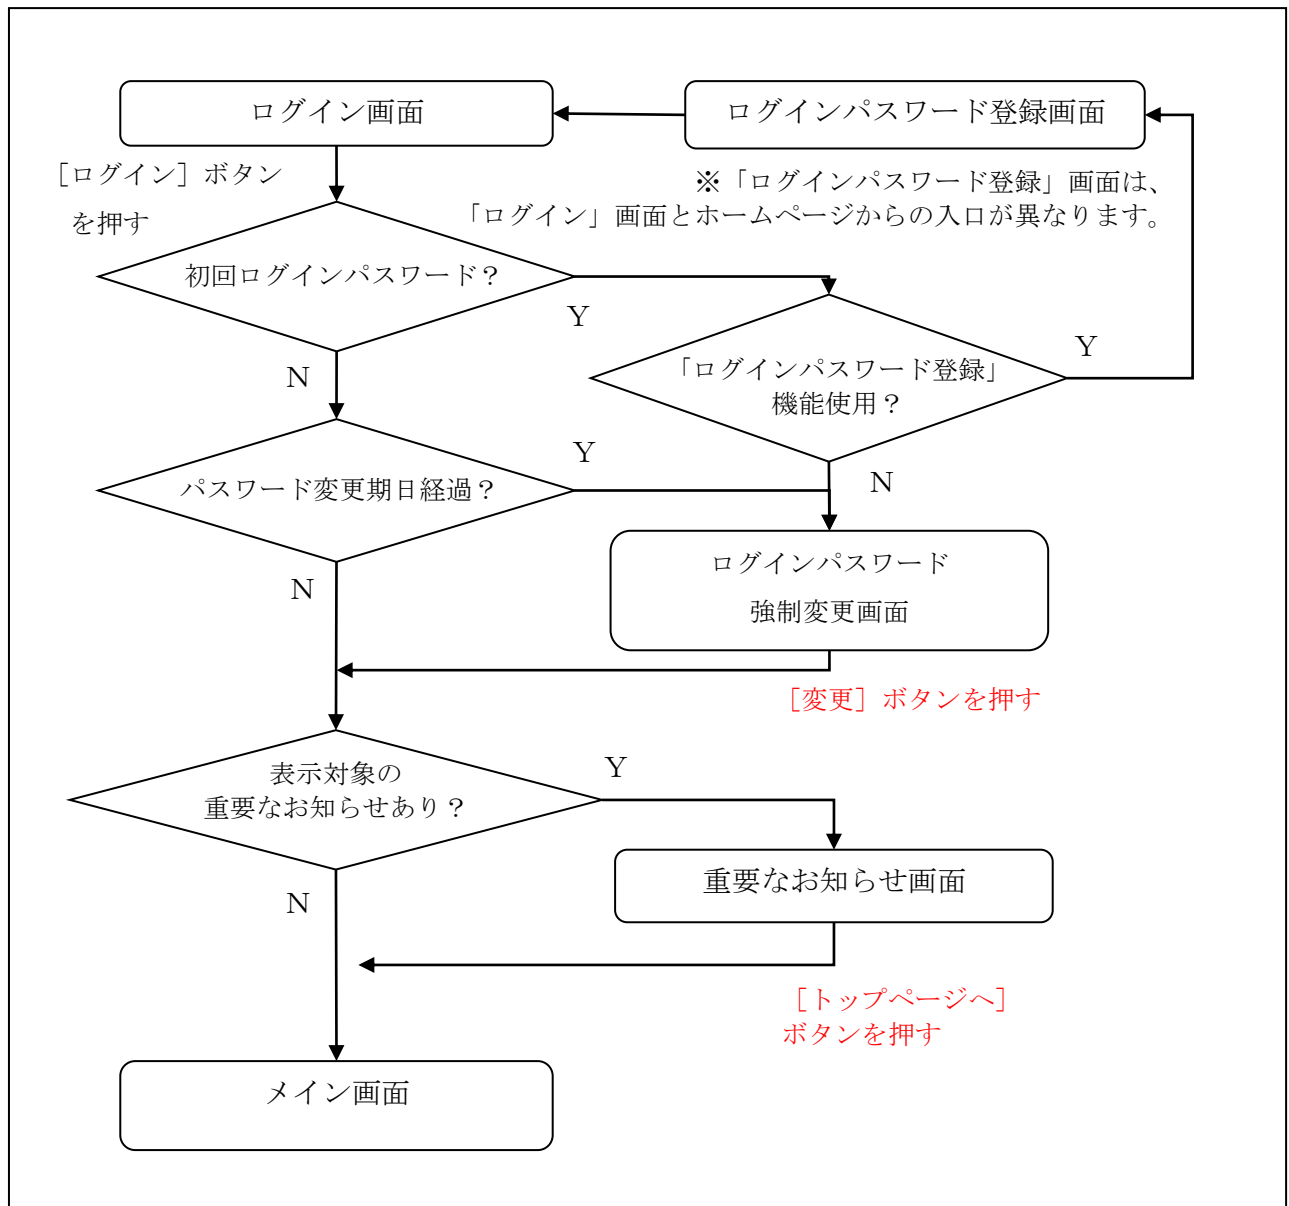 ログイン画面
ログインパスワード登録画面
［ログイン］ボタン
を押す
※「ログインパスワード登録」画面は、
「ログイン」画面とホームページからの入口が異なります。
初回ログインパスワード？
Y
「ログインパスワード登録」
機能使用？
Y
N
パスワード変更期日経過？
Y
N
ログインパスワード
強制変更画面
N
［変更］ボタンを押す
表示対象の
重要なお知らせあり？
Y
重要なお知らせ画面
N
［トップページへ］
ボタンを押す
メイン画面